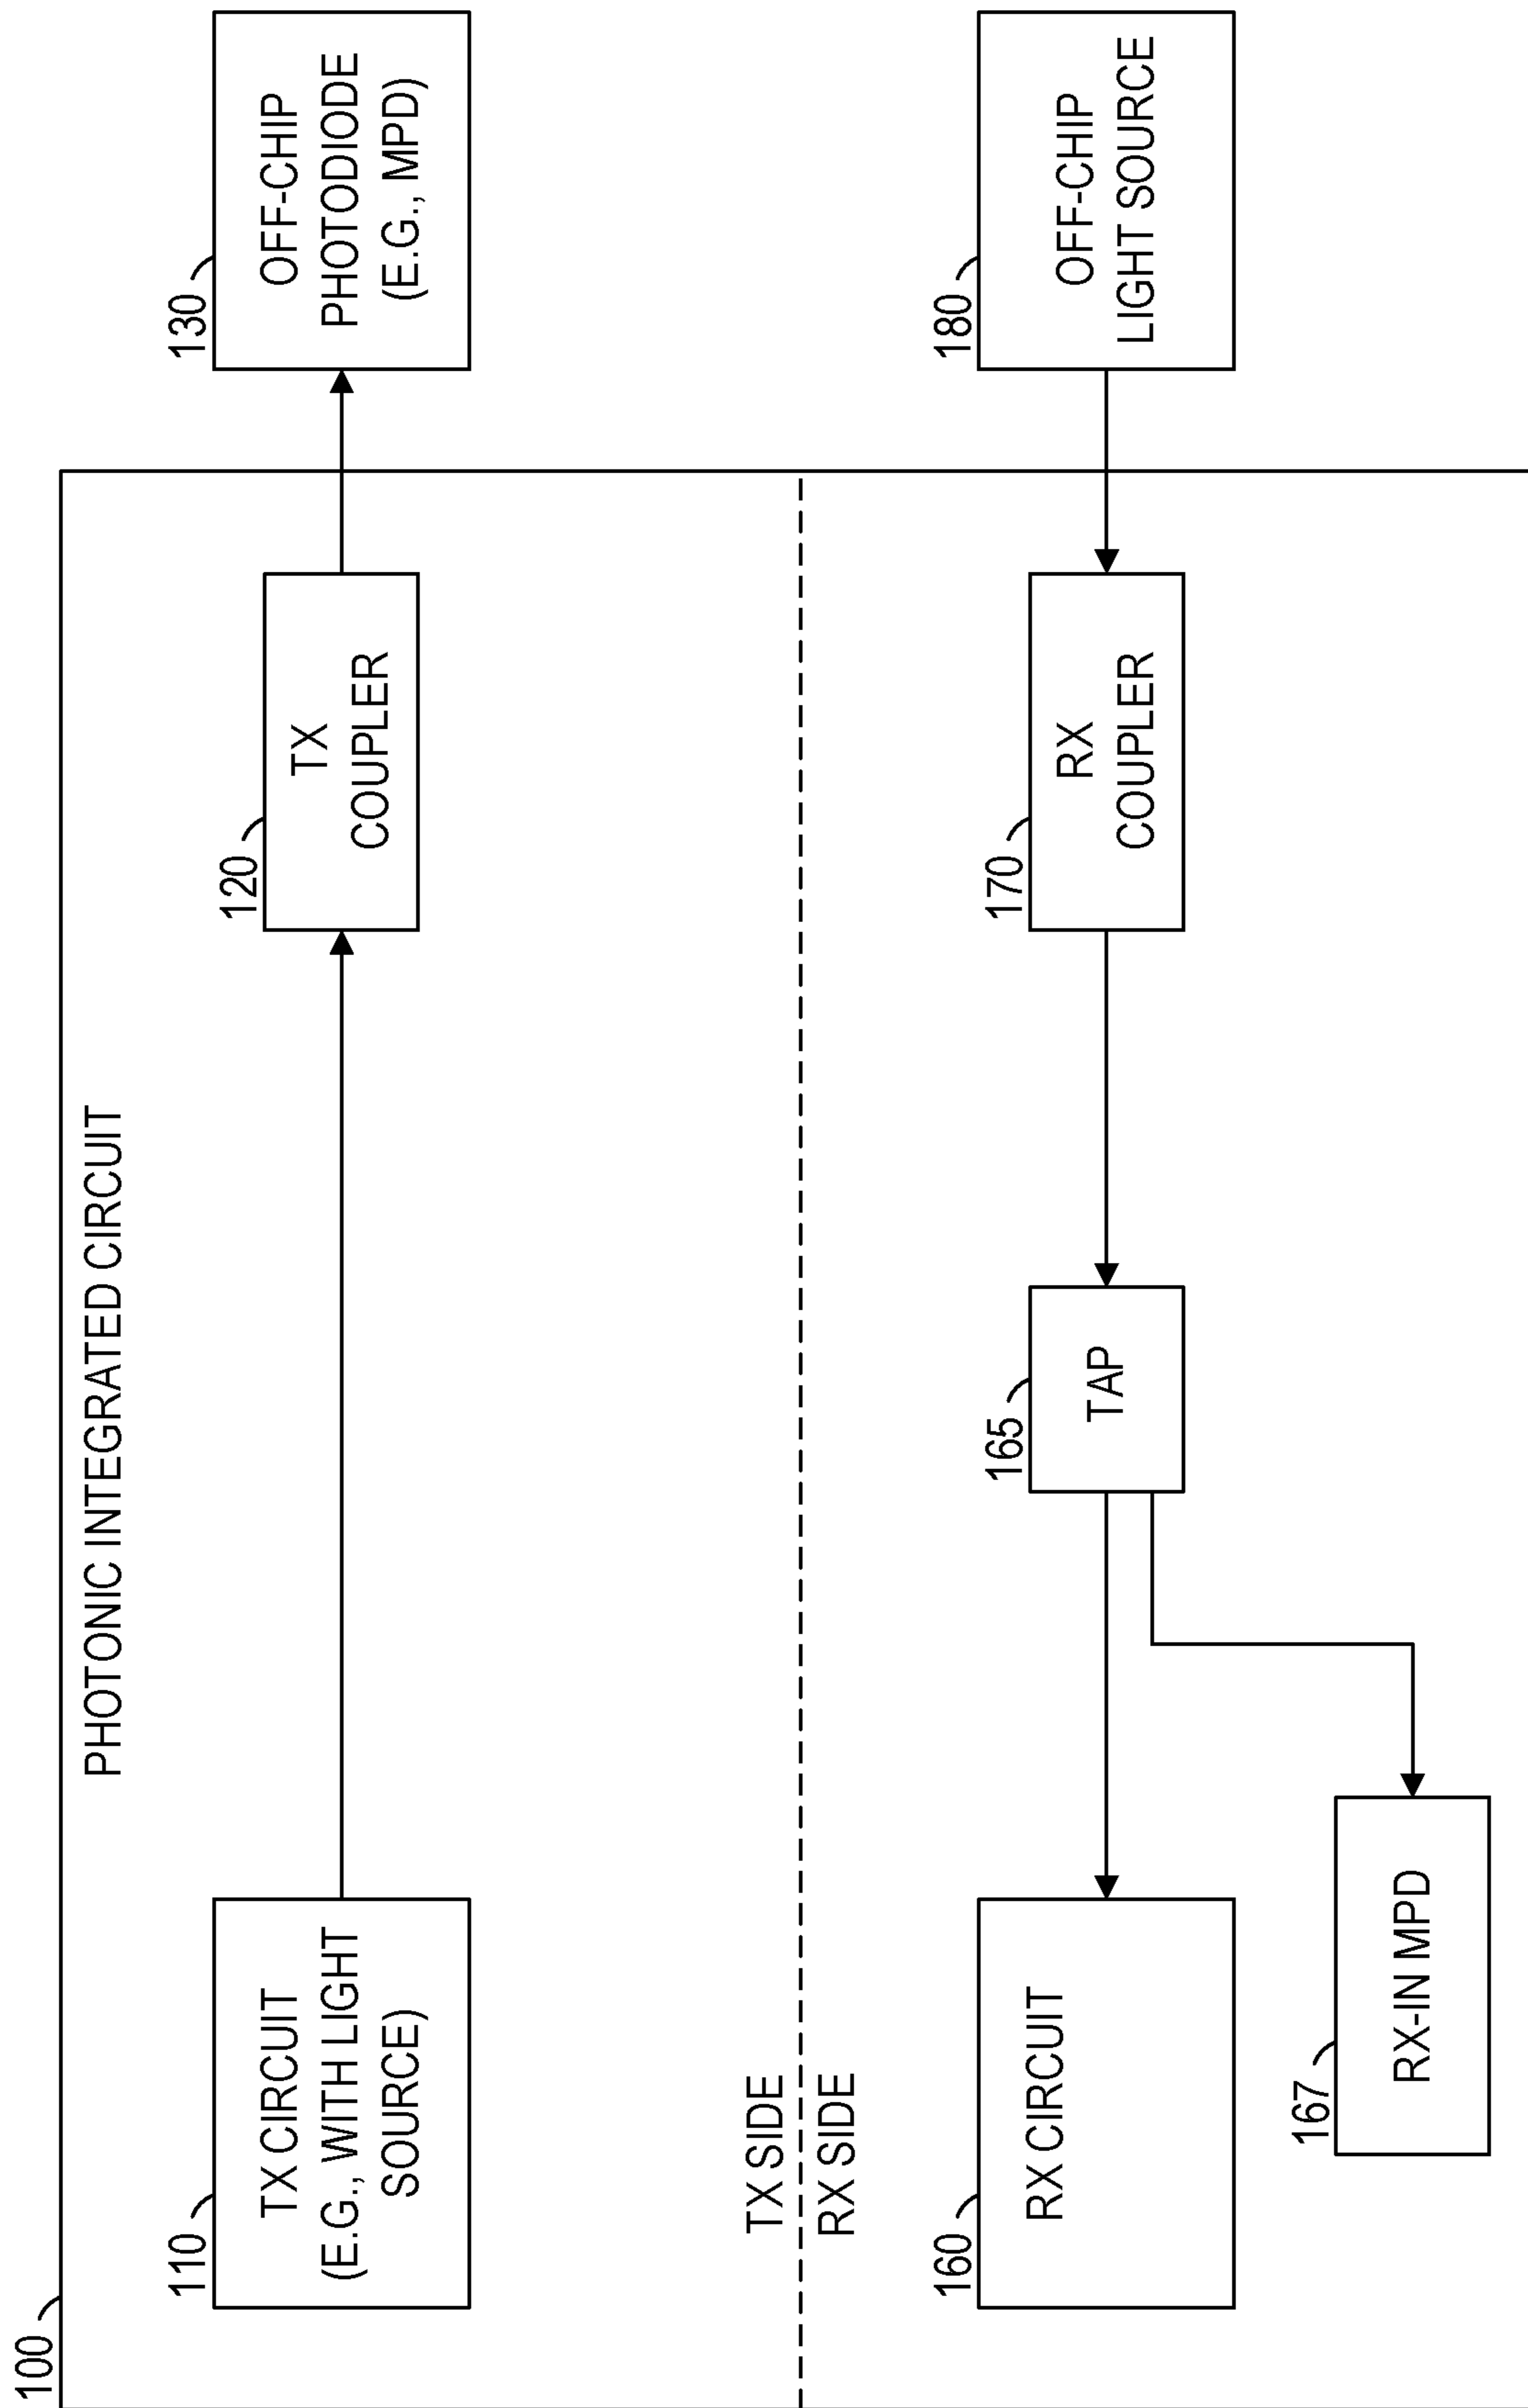 100
PHOTONIC INTEGRATED CIRCUIT
110
TX CIRCUIT
(E.G., WITH LIGHT
SOURCE)
120
TX
COUPLER
130
OFF-CHIP
PHOTODIODE
(E.G., MPD)
TX SIDE
RX SIDE
160
RX CIRCUIT
165
TAP
170
RX
COUPLER
180
OFF-CHIP
LIGHT SOURCE
167
RX-IN MPD